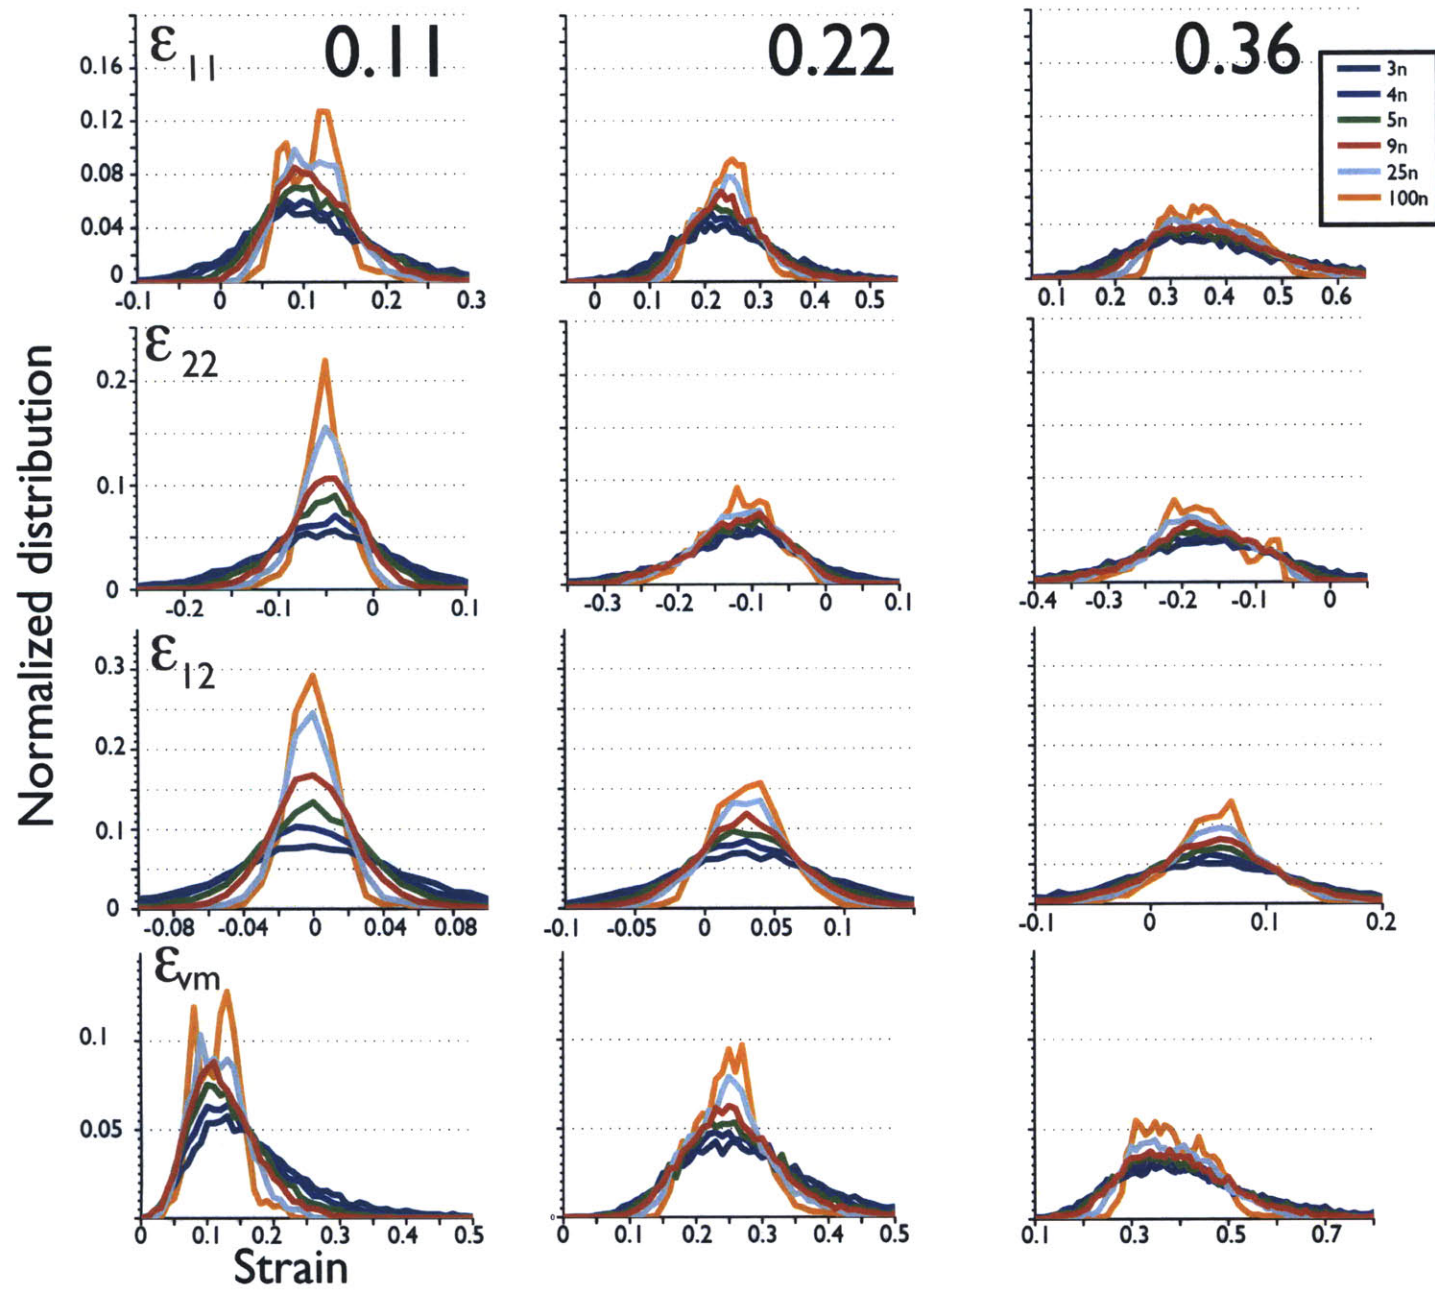 ε11 0.11 0.22 0.36
3n
4n
5n
9n
25n
100n
0.16
0.12
0.08
0.04
0
-0.1 0 0.1 0.2 0.3
0 0.1 0.2 0.3 0.4 0.5
0.1 0.2 0.3 0.4 0.5 0.6
Normalized distribution
ε22
0.2
0.1
0
-0.2 -0.1 0 0.1
-0.3 -0.2 -0.1 0 0.1
-0.4 -0.3 -0.2 -0.1 0
ε12
0.3
0.2
0.1
0
-0.08 -0.04 0 0.04 0.08
-0.1 -0.05 0 0.05 0.1
-0.1 0 0.1 0.2
εvm
0.1
0.05
0 0.1 0.2 0.3 0.4 0.5
0
0 0.1 0.2 0.3 0.4 0.5
0.1 0.3 0.5 0.7
Strain